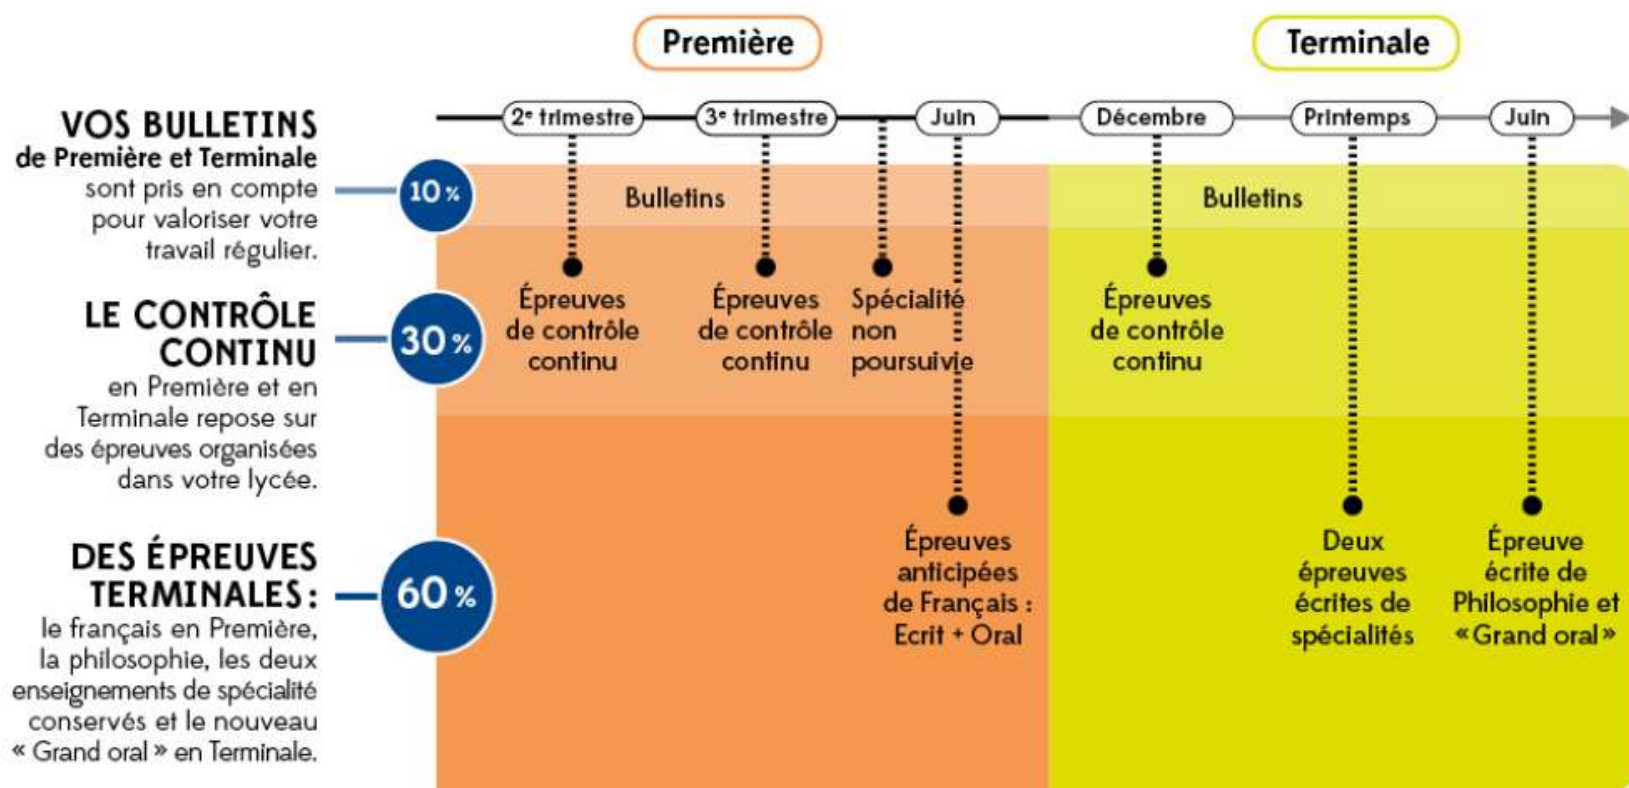 Première
Terminale
2e trimestre
3e trimestre
Juin
Décembre
Printemps
Juin
VOS BULLETINS
de Première et Terminale
sont pris en compte
pour valoriser votre
travail régulier.
10 %
Bulletins
Bulletins
LE CONTRÔLE
CONTINU
en Première et en
Terminale repose sur
des épreuves organisées
dans votre lycée.
30 %
Épreuves
de contrôle
continu
Épreuves
de contrôle
continu
Spécialité
non
poursuivie
Épreuves
de contrôle
continu
DES ÉPREUVES
TERMINALES :
le français en Première,
la philosophie, les deux
enseignements de spécialité
conservés et le nouveau
« Grand oral » en Terminale.
60 %
Épreuves
anticipées
de Français :
Ecrit + Oral
Deux
épreuves
écrites de
spécialités
Épreuve
écrite de
Philosophie et
« Grand oral »